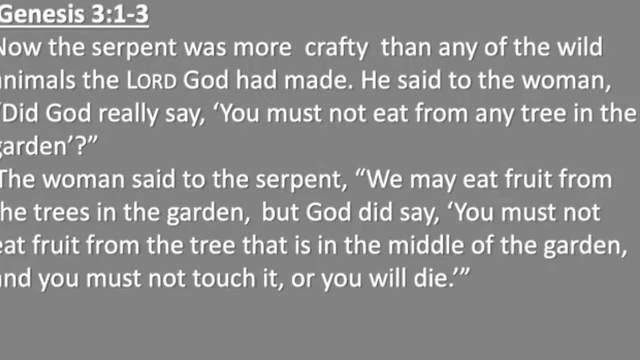 Genesis 3:1-3
Now the serpent was more crafty than any of the wild
animals the LORD God had made. He said to the woman,
“Did God really say, ‘You must not eat from any tree in the
garden’?”
The woman said to the serpent, “We may eat fruit from
the trees in the garden, but God did say, ‘You must not
eat fruit from the tree that is in the middle of the garden,
and you must not touch it, or you will die.’”